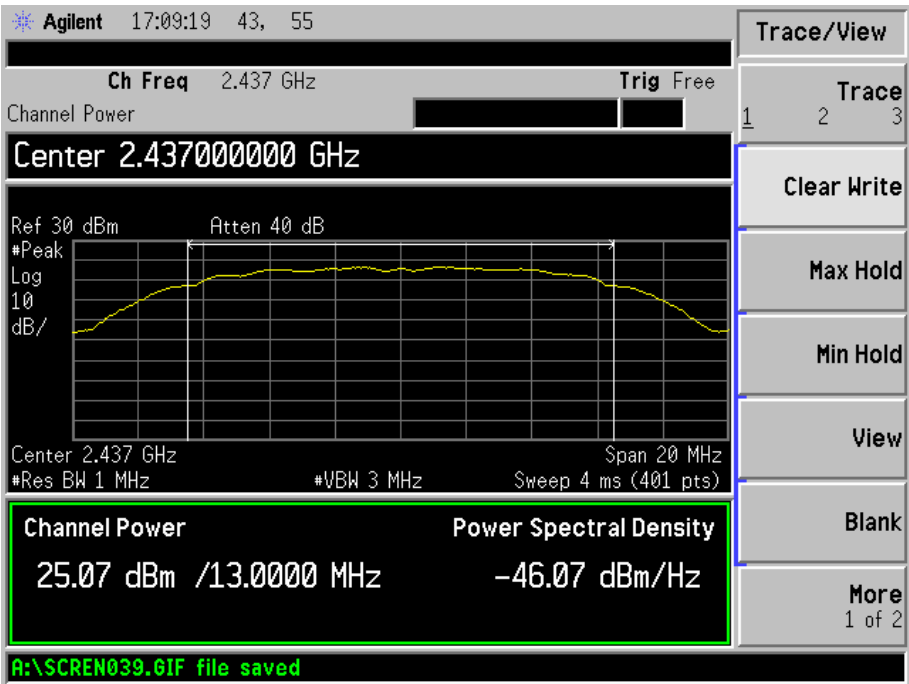 Agilent 17:09:19 43, 55
Trace/View
Ch Freq 2.437 GHz Trig Free
Channel Power
Trace
1 2 3
Center 2.437000000 GHz
Clear Write
Ref 30 dBm Atten 40 dB
#Peak
Log
10
dB/
Max Hold
Min Hold
View
Center 2.437 GHz Span 20 MHz
#Res BW 1 MHz #VBW 3 MHz Sweep 4 ms (401 pts)
Blank
Channel Power Power Spectral Density
25.07 dBm /13.0000 MHz -46.07 dBm/Hz
More
1 of 2
A:\SCREN039.GIF file saved